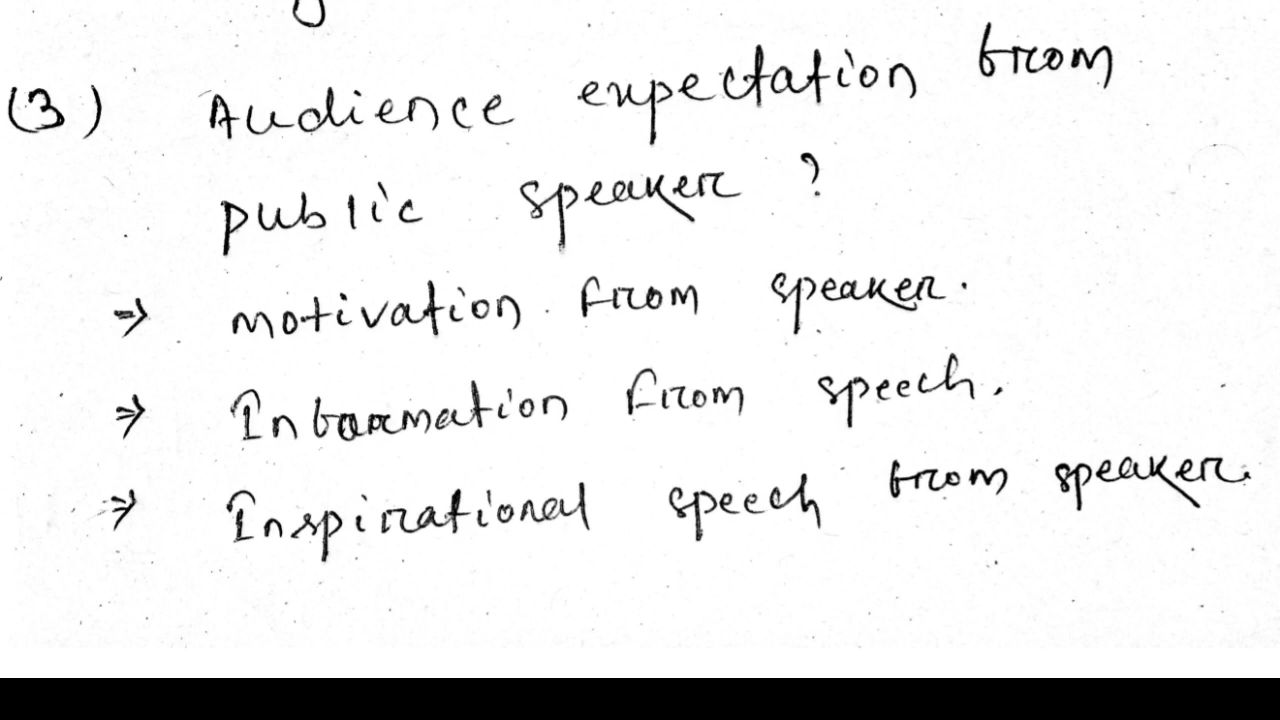 (3) Audience expectation from
public speaker ?
⇒ motivation from speaker.
⇒ Information from speech.
⇒ Inspirational speech from speaker.